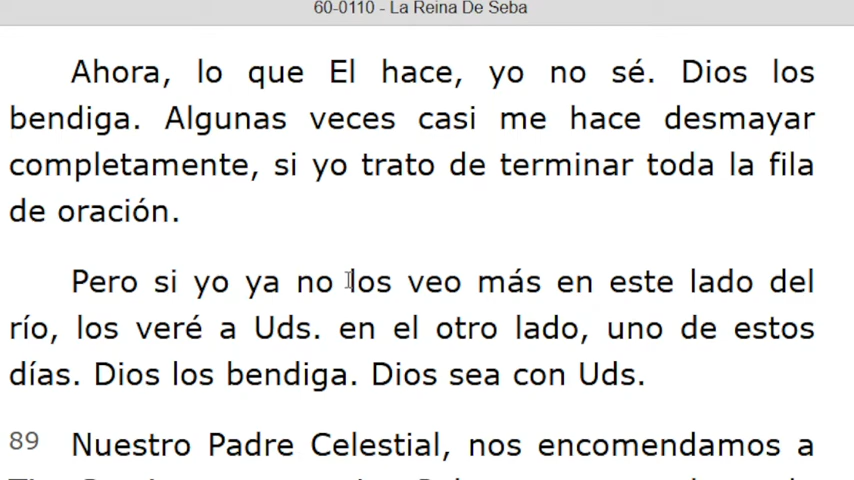 60-0110 - La Reina De Seba
Ahora, lo que El hace, yo no sé. Dios los
bendiga. Algunas veces casi me hace desmayar
completamente, si yo trato de terminar toda la fila
de oración.
Pero si yo ya no los veo más en este lado del
río, los veré a Uds. en el otro lado, uno de estos
días. Dios los bendiga. Dios sea con Uds.
89 Nuestro Padre Celestial, nos encomendamos a